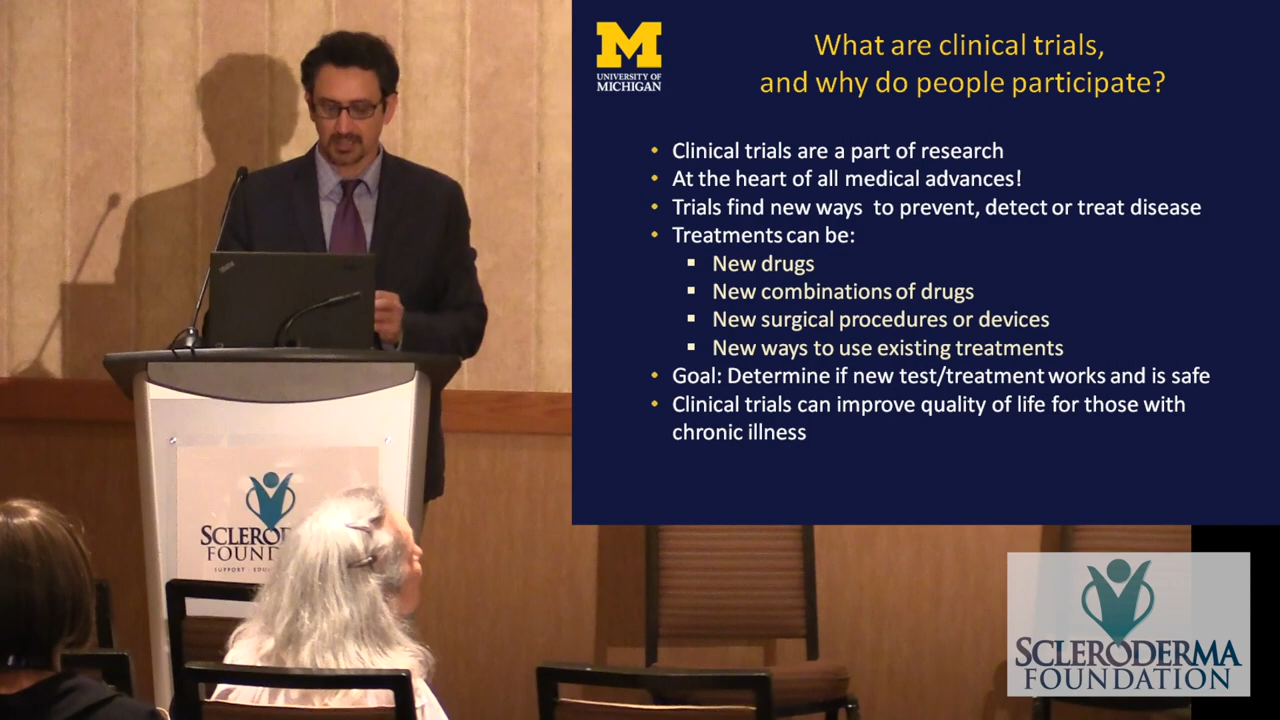 M
UNIVERSITY OF
MICHIGAN
What are clinical trials,
and why do people participate?
• Clinical trials are a part of research
• At the heart of all medical advances!
• Trials find new ways to prevent, detect or treat disease
• Treatments can be:
▪ New drugs
▪ New combinations of drugs
▪ New surgical procedures or devices
▪ New ways to use existing treatments
• Goal: Determine if new test/treatment works and is safe
• Clinical trials can improve quality of life for those with
chronic illness
SCLERO
FOUND
SUPPORT · EDU
SCLERODERMA
FOUNDATION